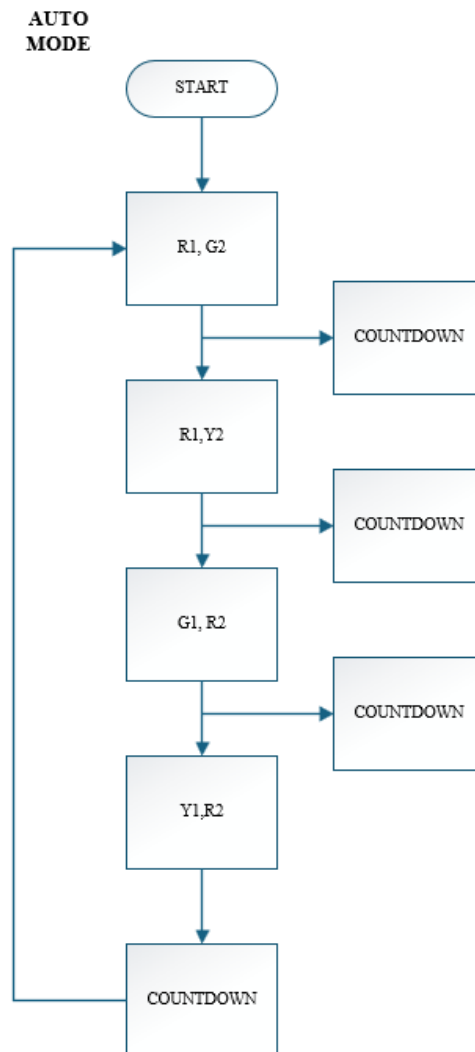 AUTO
MODE
START
R1, G2
COUNTDOWN
R1,Y2
COUNTDOWN
G1, R2
COUNTDOWN
Y1,R2
COUNTDOWN